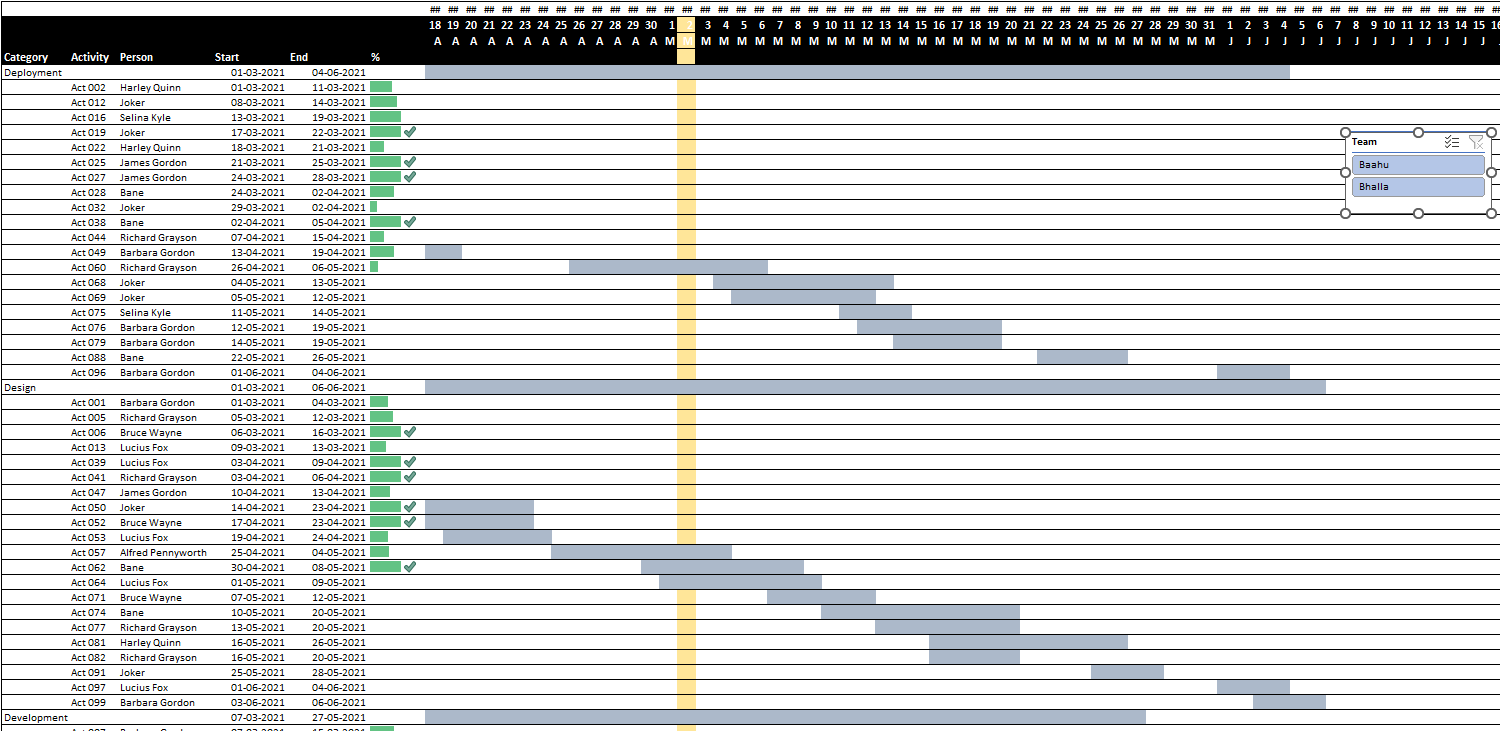 ## ## ## ## ## ## ## ## ## ## ## ## ## ## ## ## ## ## ## ## ## ## ## ## ## ## ## ## ## ## ## ## ## ## ## ## ## ## ## ## ## ## ## ## ## ## ## ## ## ## ## ## ## ## ## ## ## ## ## ##
18 19 20 21 22 23 24 25 26 27 28 29 30 1 2 3 4 5 6 7 8 9 10 11 12 13 14 15 16 17 18 19 20 21 22 23 24 25 26 27 28 29 30 31 1 2 3 4 5 6 7 8 9 10 11 12 13 14 15 16
A A A A A A A A A A A A A M M M M M M M M M M M M M M M M M M M M M M M M M M M M M M M J J J J J J J J J J J J J J J J
Category Activity Person Start End %
Deployment 01-03-2021 04-06-2021
Act 002 Harley Quinn 01-03-2021 11-03-2021
Act 012 Joker 08-03-2021 14-03-2021
Act 016 Selina Kyle 13-03-2021 19-03-2021
Act 019 Joker 17-03-2021 22-03-2021
Act 022 Harley Quinn 18-03-2021 21-03-2021
Team
Act 025 James Gordon 21-03-2021 25-03-2021
Baahu
Act 027 James Gordon 24-03-2021 28-03-2021
Bhalla
Act 028 Bane 24-03-2021 02-04-2021
Act 032 Joker 29-03-2021 02-04-2021
Act 038 Bane 02-04-2021 05-04-2021
Act 044 Richard Grayson 07-04-2021 15-04-2021
Act 049 Barbara Gordon 13-04-2021 19-04-2021
Act 060 Richard Grayson 26-04-2021 06-05-2021
Act 068 Joker 04-05-2021 13-05-2021
Act 069 Joker 05-05-2021 12-05-2021
Act 075 Selina Kyle 11-05-2021 14-05-2021
Act 076 Barbara Gordon 12-05-2021 19-05-2021
Act 079 Barbara Gordon 14-05-2021 19-05-2021
Act 088 Bane 22-05-2021 26-05-2021
Act 096 Barbara Gordon 01-06-2021 04-06-2021
Design 01-03-2021 06-06-2021
Act 001 Barbara Gordon 01-03-2021 04-03-2021
Act 005 Richard Grayson 05-03-2021 12-03-2021
Act 006 Bruce Wayne 06-03-2021 16-03-2021
Act 013 Lucius Fox 09-03-2021 13-03-2021
Act 039 Lucius Fox 03-04-2021 09-04-2021
Act 041 Richard Grayson 03-04-2021 06-04-2021
Act 047 James Gordon 10-04-2021 13-04-2021
Act 050 Joker 14-04-2021 23-04-2021
Act 052 Bruce Wayne 17-04-2021 23-04-2021
Act 053 Lucius Fox 19-04-2021 24-04-2021
Act 057 Alfred Pennyworth 25-04-2021 04-05-2021
Act 062 Bane 30-04-2021 08-05-2021
Act 064 Lucius Fox 01-05-2021 09-05-2021
Act 071 Bruce Wayne 07-05-2021 12-05-2021
Act 074 Bane 10-05-2021 20-05-2021
Act 077 Richard Grayson 13-05-2021 20-05-2021
Act 081 Harley Quinn 16-05-2021 26-05-2021
Act 082 Richard Grayson 16-05-2021 20-05-2021
Act 091 Joker 25-05-2021 28-05-2021
Act 097 Lucius Fox 01-06-2021 04-06-2021
Act 099 Barbara Gordon 03-06-2021 06-06-2021
Development 07-03-2021 27-05-2021